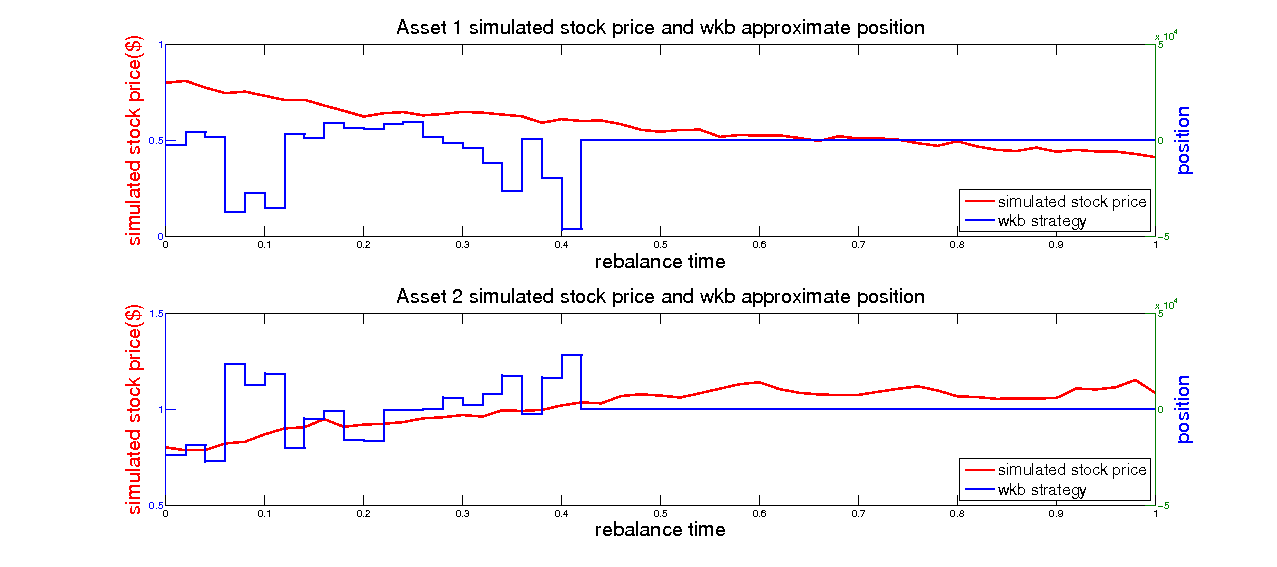 Asset 1 simulated stock price and wkb approximate position
x 10^4
1
5
simulated stock price($)
0.5
0
position
simulated stock price
wkb strategy
0
-5
0 0.1 0.2 0.3 0.4 0.5 0.6 0.7 0.8 0.9 1
rebalance time
Asset 2 simulated stock price and wkb approximate position
x 10^4
1.5
5
simulated stock price($)
1
0
position
simulated stock price
wkb strategy
0.5
-5
0 0.1 0.2 0.3 0.4 0.5 0.6 0.7 0.8 0.9 1
rebalance time